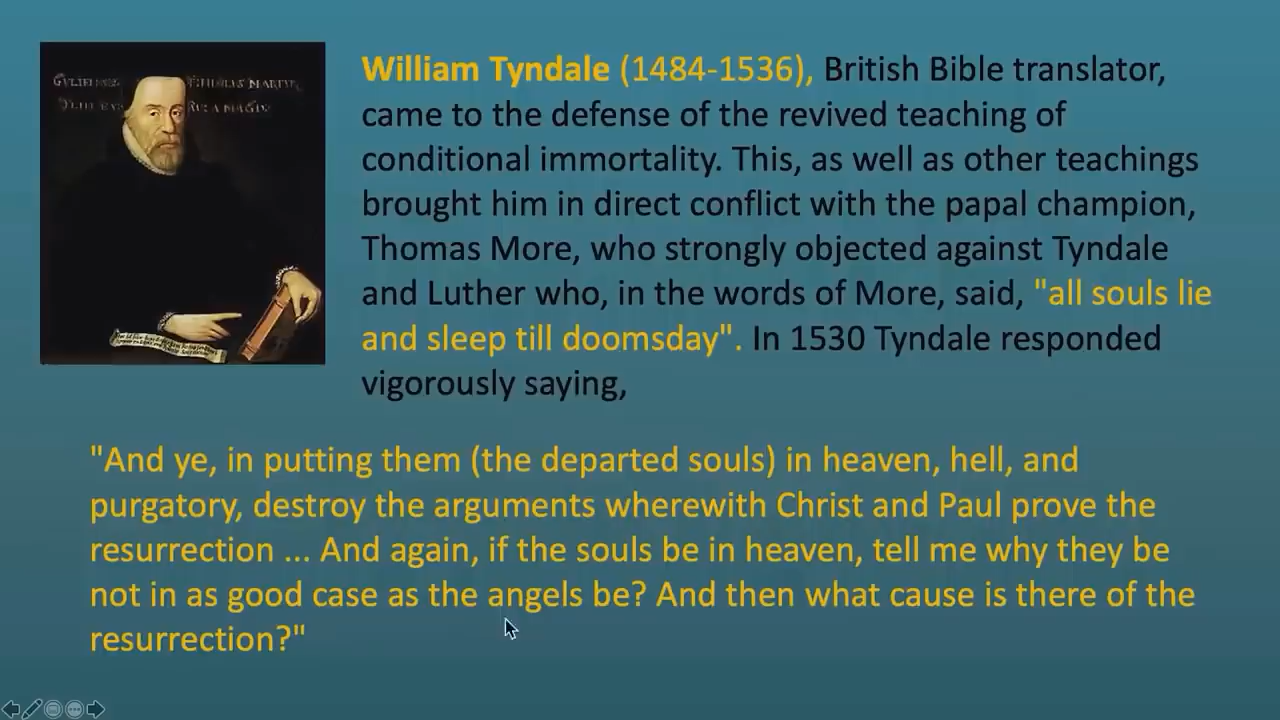 William Tyndale (1484-1536), British Bible translator,
came to the defense of the revived teaching of
conditional immortality. This, as well as other teachings
brought him in direct conflict with the papal champion,
Thomas More, who strongly objected against Tyndale
and Luther who, in the words of More, said, "all souls lie
and sleep till doomsday". In 1530 Tyndale responded
vigorously saying,
"And ye, in putting them (the departed souls) in heaven, hell, and
purgatory, destroy the arguments wherewith Christ and Paul prove the
resurrection ... And again, if the souls be in heaven, tell me why they be
not in as good case as the angels be? And then what cause is there of the
resurrection?"